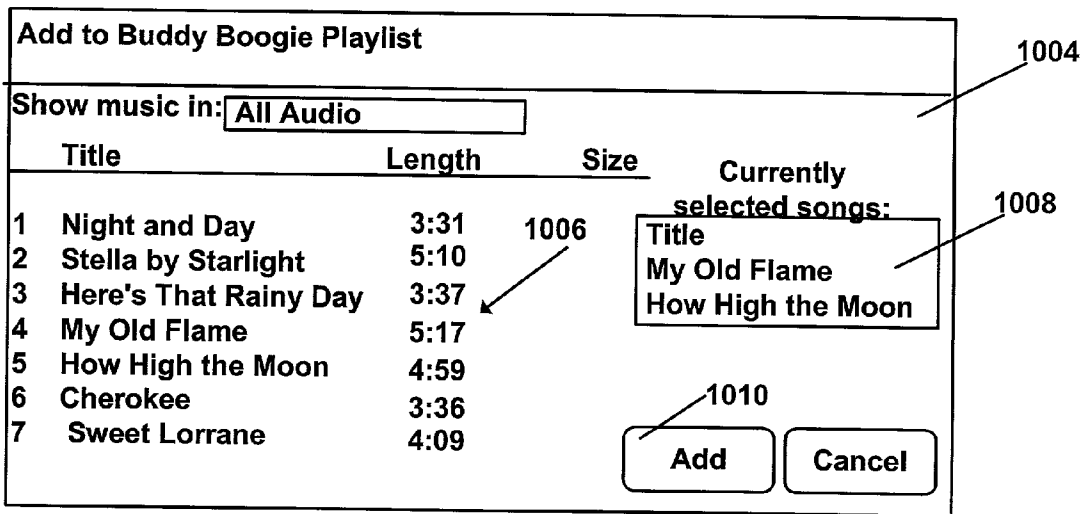 Add to Buddy Boogie Playlist
1004
Show music in: All Audio
Title Length Size
Currently
selected songs:
1008
1 Night and Day 3:31
1006
2 Stella by Starlight 5:10
3 Here's That Rainy Day 3:37
4 My Old Flame 5:17
5 How High the Moon 4:59
6 Cherokee 3:36
7 Sweet Lorrane 4:09
Title
My Old Flame
How High the Moon
1010
Add Cancel